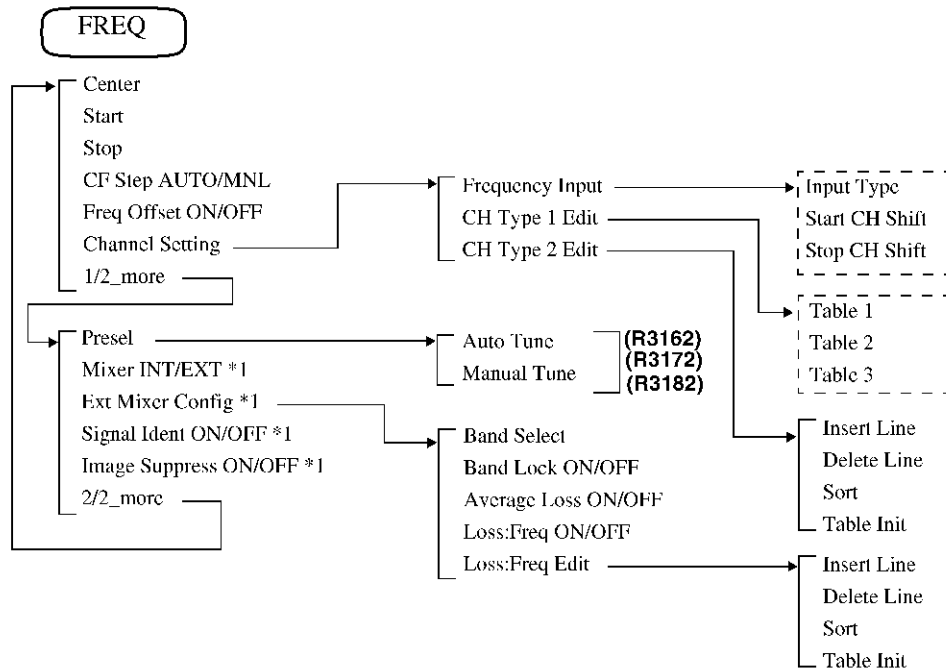 FREQ
Center
Start
Stop
CF Step AUTO/MNL
Freq Offset ON/OFF
Channel Setting
1/2_more
Frequency Input
CH Type 1 Edit
CH Type 2 Edit
Input Type
Start CH Shift
Stop CH Shift
Table 1
Table 2
Table 3
Presel
Mixer INT/EXT *1
Ext Mixer Config *1
Signal Ident ON/OFF *1
Image Suppress ON/OFF *1
2/2_more
Auto Tune
Manual Tune
(R3162)
(R3172)
(R3182)
Band Select
Band Lock ON/OFF
Average Loss ON/OFF
Loss:Freq ON/OFF
Loss:Freq Edit
Insert Line
Delete Line
Sort
Table Init
Insert Line
Delete Line
Sort
Table Init